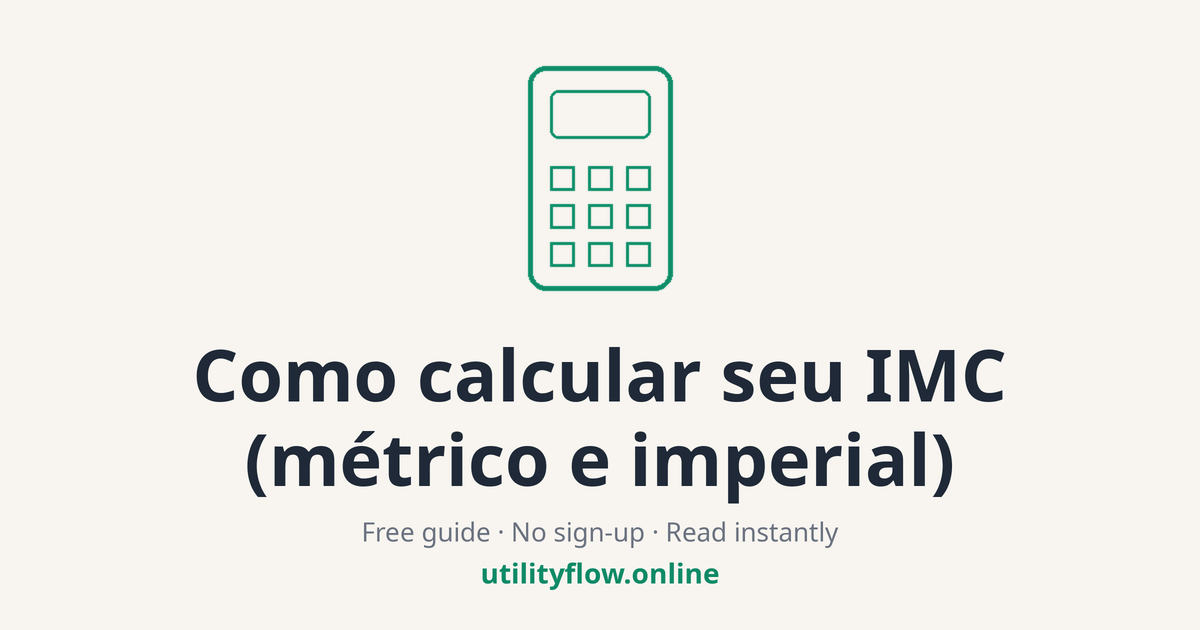 Como calcular seu IMC
(métrico e imperial)
Free guide · No sign-up · Read instantly
utilityflow.online